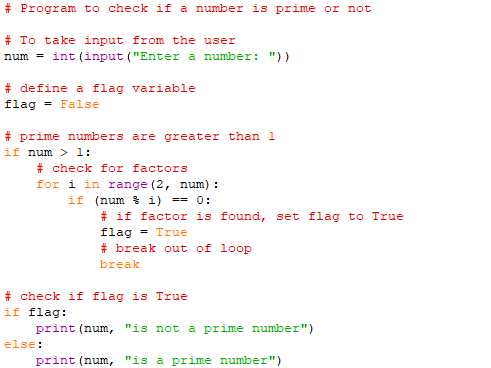 # Program to check if a number is prime or not

# To take input from the user
num = int(input("Enter a number: "))

# define a flag variable
flag = False

# prime numbers are greater than 1
if num > 1:
    # check for factors
    for i in range(2, num):
        if (num % i) == 0:
            # if factor is found, set flag to True
            flag = True
            # break out of loop
            break

# check if flag is True
if flag:
    print(num, "is not a prime number")
else:
    print(num, "is a prime number")